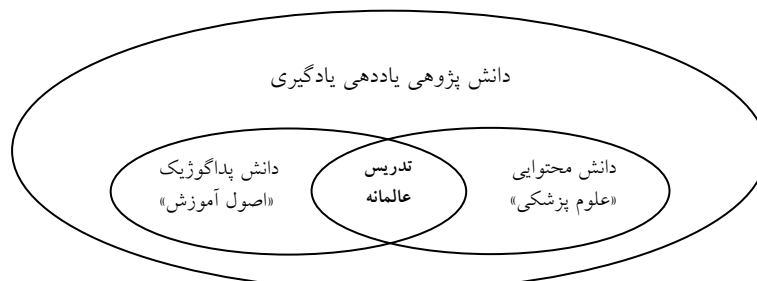 دانش پژوهی یاددهی یادگیری
دانش محتوایی
«علوم پزشکی»
تدریس
عالمانه
دانش پداگوژیک
«اصول آموزش»